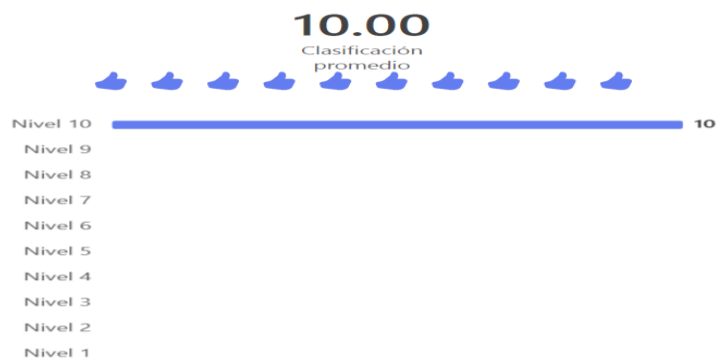 10.00
Clasificación
promedio
Nivel 10 10
Nivel 9
Nivel 8
Nivel 7
Nivel 6
Nivel 5
Nivel 4
Nivel 3
Nivel 2
Nivel 1